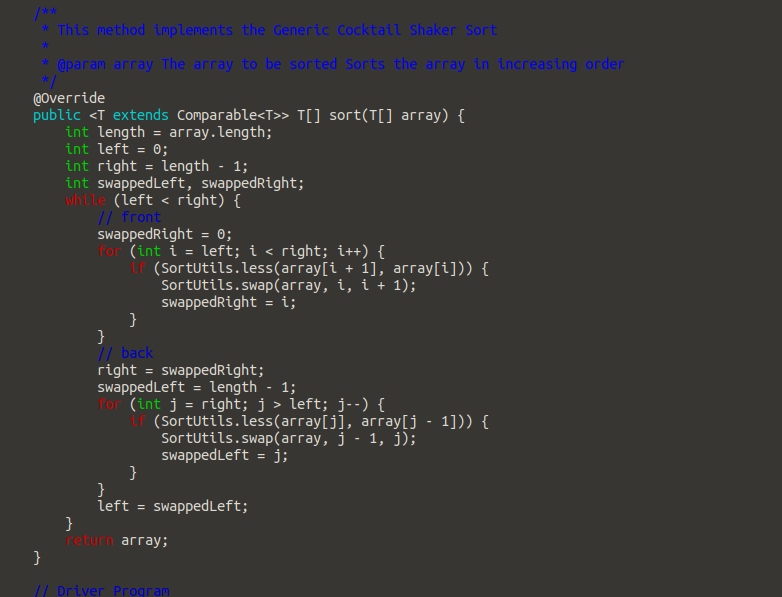 /**
 * This method implements the Generic Cocktail Shaker Sort
 *
 * @param array The array to be sorted Sorts the array in increasing order
 */
@Override
public <T extends Comparable<T>> T[] sort(T[] array) {
    int length = array.length;
    int left = 0;
    int right = length - 1;
    int swappedLeft, swappedRight;
    while (left < right) {
        // front
        swappedRight = 0;
        for (int i = left; i < right; i++) {
            if (SortUtils.less(array[i + 1], array[i])) {
                SortUtils.swap(array, i, i + 1);
                swappedRight = i;
            }
        }
        // back
        right = swappedRight;
        swappedLeft = length - 1;
        for (int j = right; j > left; j--) {
            if (SortUtils.less(array[j], array[j - 1])) {
                SortUtils.swap(array, j - 1, j);
                swappedLeft = j;
            }
        }
        left = swappedLeft;
    }
    return array;
}

// Driver Program